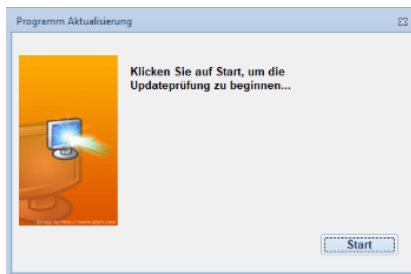 Programm Aktualisierung
Klicken Sie auf Start, um die
Updateprüfung zu beginnen...
Start